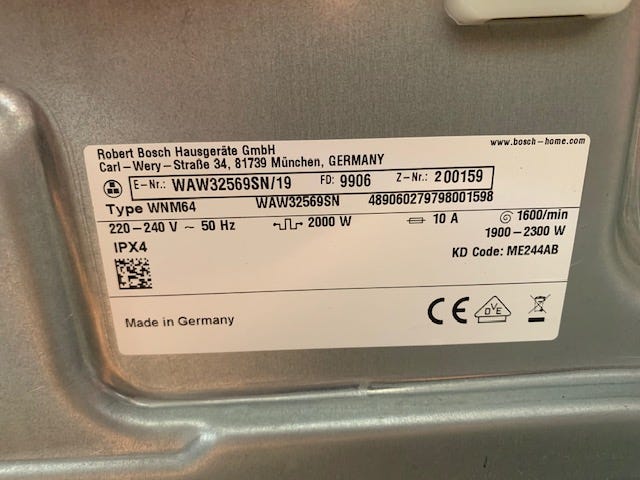 www.bosch-home.com
Robert Bosch Hausgeräte GmbH
Carl-Wery-Straße 34, 81739 München, GERMANY
E-Nr.: WAW32569SN/19 FD: 9906 Z-Nr.: 200159
Type WNM64 WAW32569SN 489060279798001598
220-240 V ~ 50 Hz 2000 W 10 A 1600/min
1900-2300 W
IPX4
KD Code: ME244AB
Made in Germany
CE DVE